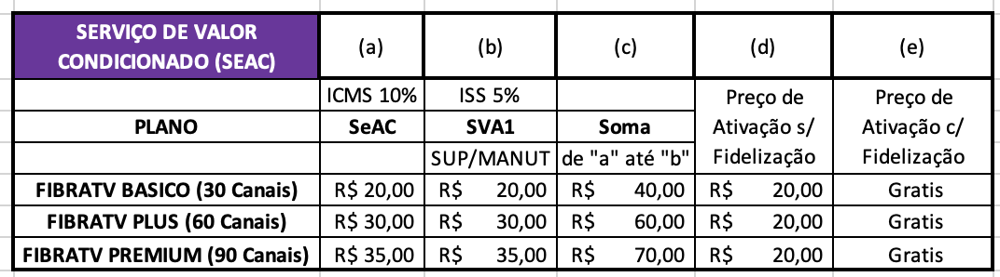 SERVIÇO DE VALOR CONDICIONADO (SEAC) (a) (b) (c) (d) (e)
ICMS 10% ISS 5% Preço de Preço de
PLANO SeAC SVA1 Soma Ativação s/ Ativação c/
SUP/MANUT de "a" até "b" Fidelização Fidelização
FIBRATV BASICO (30 Canais) R$ 20,00 R$ 20,00 R$ 40,00 R$ 20,00 Gratis
FIBRATV PLUS (60 Canais) R$ 30,00 R$ 30,00 R$ 60,00 R$ 20,00 Gratis
FIBRATV PREMIUM (90 Canais) R$ 35,00 R$ 35,00 R$ 70,00 R$ 20,00 Gratis